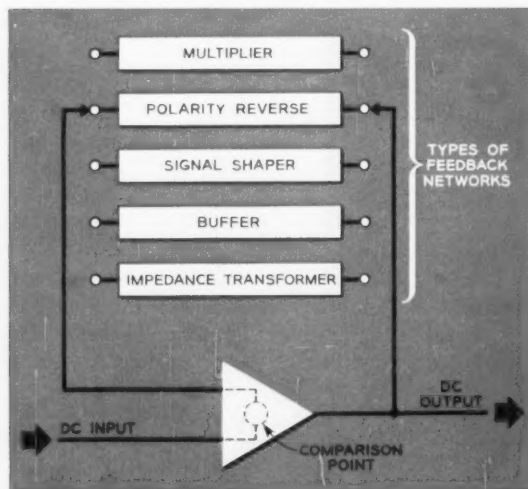 MULTIPLIER
POLARITY REVERSE
SIGNAL SHAPER
BUFFER
IMPEDANCE TRANSFORMER
TYPES OF
FEEDBACK
NETWORKS
DC INPUT
DC
OUTPUT
COMPARISON
POINT